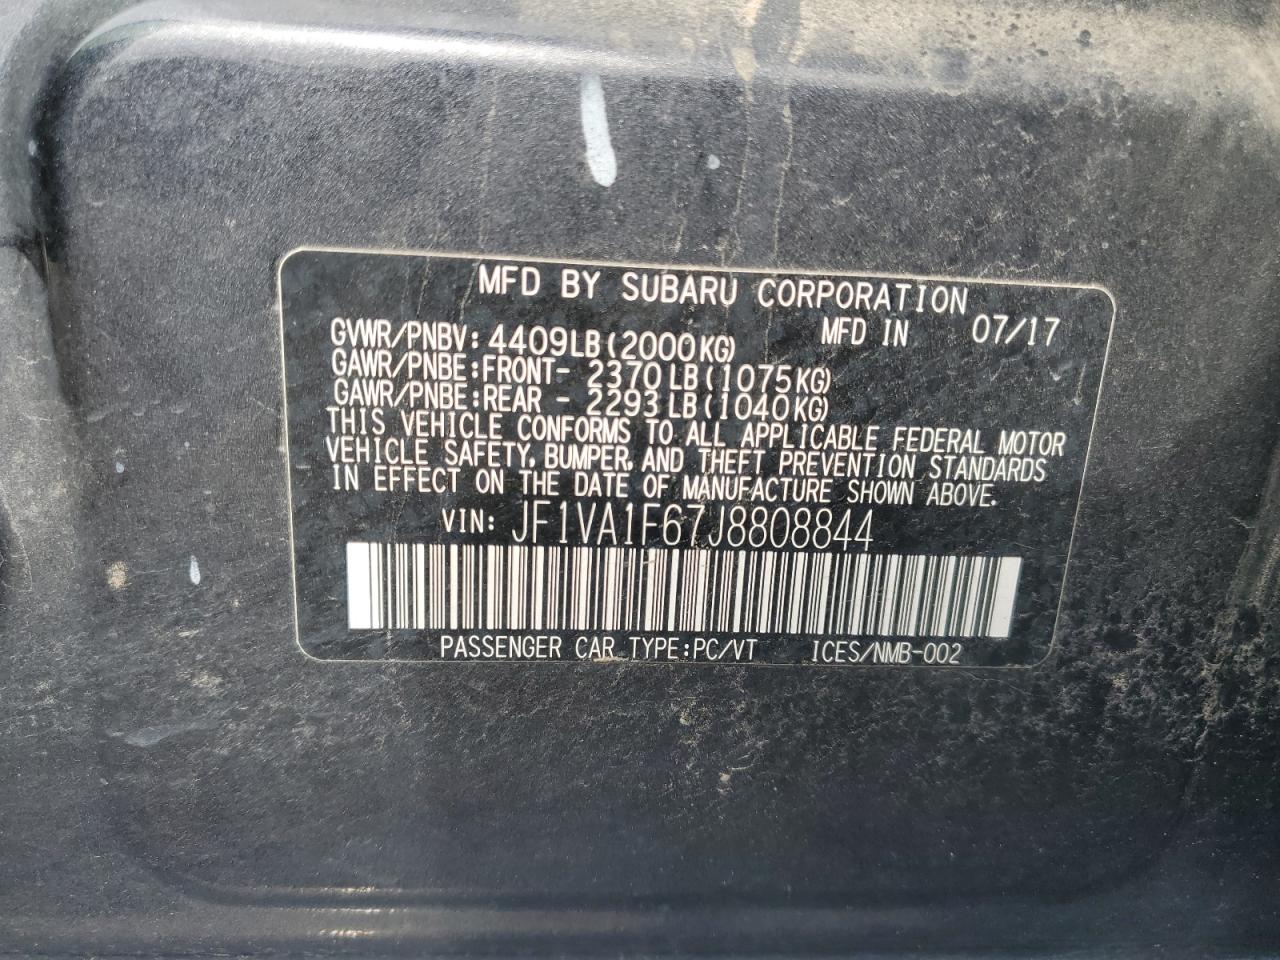 MFD BY SUBARU CORPORATION
GVWR/PNBV: 4409LB(2000KG) MFD IN 07/17
GAWR/PNBE:FRONT- 2370LB(1075KG)
GAWR/PNBE:REAR - 2293LB(1040KG)
THIS VEHICLE CONFORMS TO ALL APPLICABLE FEDERAL MOTOR
VEHICLE SAFETY, BUMPER, AND THEFT PREVENTION STANDARDS
IN EFFECT ON THE DATE OF MANUFACTURE SHOWN ABOVE.
VIN: JF1VA1F67J8808844
PASSENGER CAR TYPE:PC/VT ICES/NMB-002